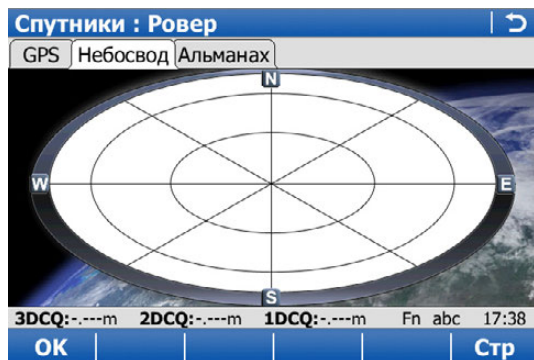 Спутники : Ровер
GPS Небосвод Альманах
N
W E
S
3DCQ:-.---m 2DCQ:-.---m 1DCQ:-.---m Fn abc 17:38
OK Стр